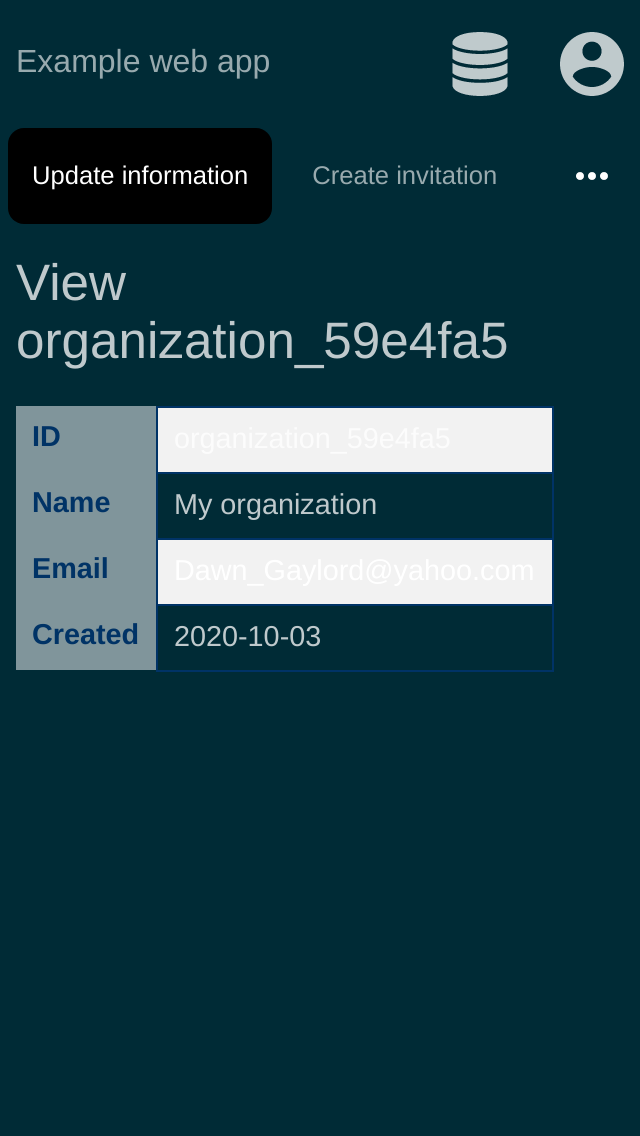 Example web app
Update information
Create invitation
View
organization_59e4fa5
ID
organization_59e4fa5
Name
My organization
Email
Dawn_Gaylord@yahoo.com
Created
2020-10-03